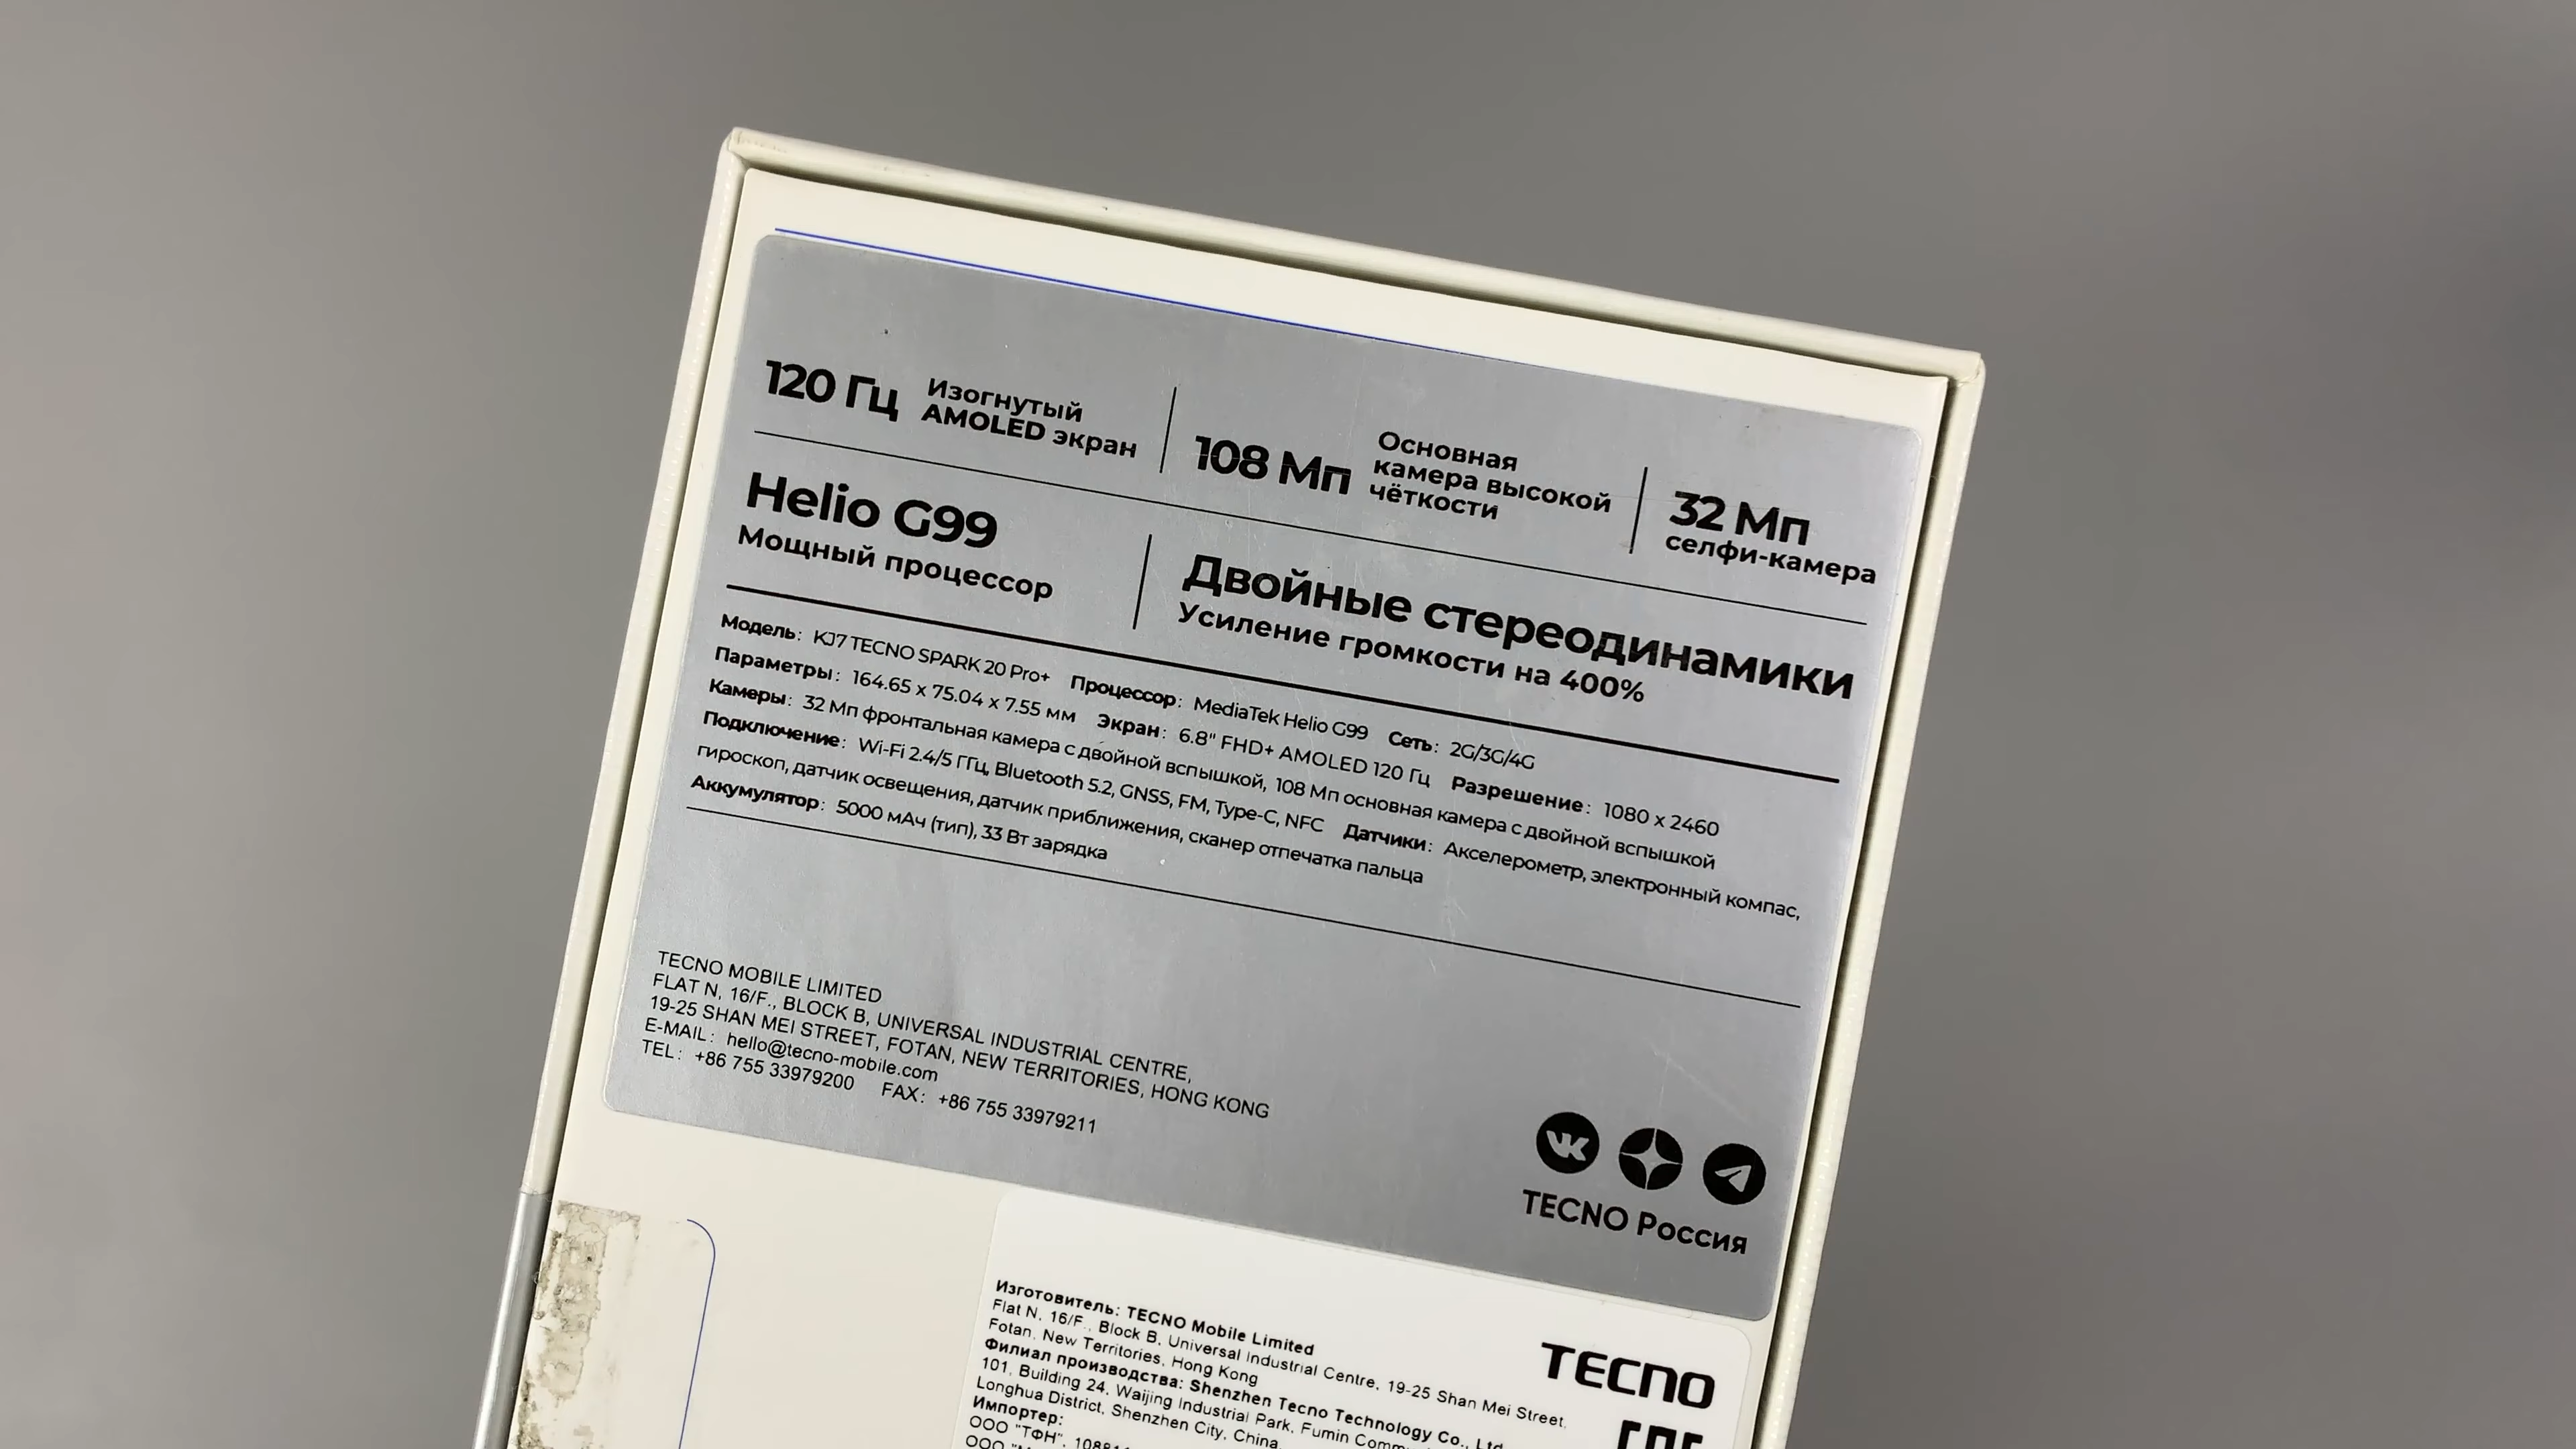 120 Гц Изогнутый AMOLED экран
108 Мп Основная камера высокой чёткости
32 Мп селфи-камера
Helio G99
Мощный процессор
Двойные стереодинамики
Усиление громкости на 400%
Модель: KJ7 TECNO SPARK 20 Pro+ Процессор: MediaTek Helio G99 Сеть: 2G/3G/4G
Параметры: 164.65 x 75.04 x 7.55 мм Экран: 6.8" FHD+ AMOLED 120 Гц Разрешение: 1080 x 2460
Камеры: 32 Мп фронтальная камера с двойной вспышкой, 108 Мп основная камера с двойной вспышкой
Подключение: Wi-Fi 2.4/5 ГГц, Bluetooth 5.2, GNSS, FM, Type-C, NFC Датчики: Акселерометр, электронный компас,
гироскоп, датчик освещения, датчик приближения, сканер отпечатка пальца
Аккумулятор: 5000 мАч (тип), 33 Вт зарядка
TECNO MOBILE LIMITED
FLAT N, 16/F., BLOCK B, UNIVERSAL INDUSTRIAL CENTRE,
19-25 SHAN MEI STREET, FOTAN, NEW TERRITORIES, HONG KONG
E-MAIL: hello@tecno-mobile.com
TEL: +86 755 33979200 FAX: +86 755 33979211
TECNO Россия
Изготовитель: TECNO Mobile Limited
Flat N, 16/F., Block B, Universal Industrial Centre, 19-25 Shan Mei Street,
Fotan, New Territories, Hong Kong
Филиал производства: Shenzhen Tecno Technology Co., Ltd
101, Building 24, Waijing Industrial Park, Fumin
Longhua District, Shenzhen City, China.
Импортер:
ООО "ТФН",
ООО
TECNO